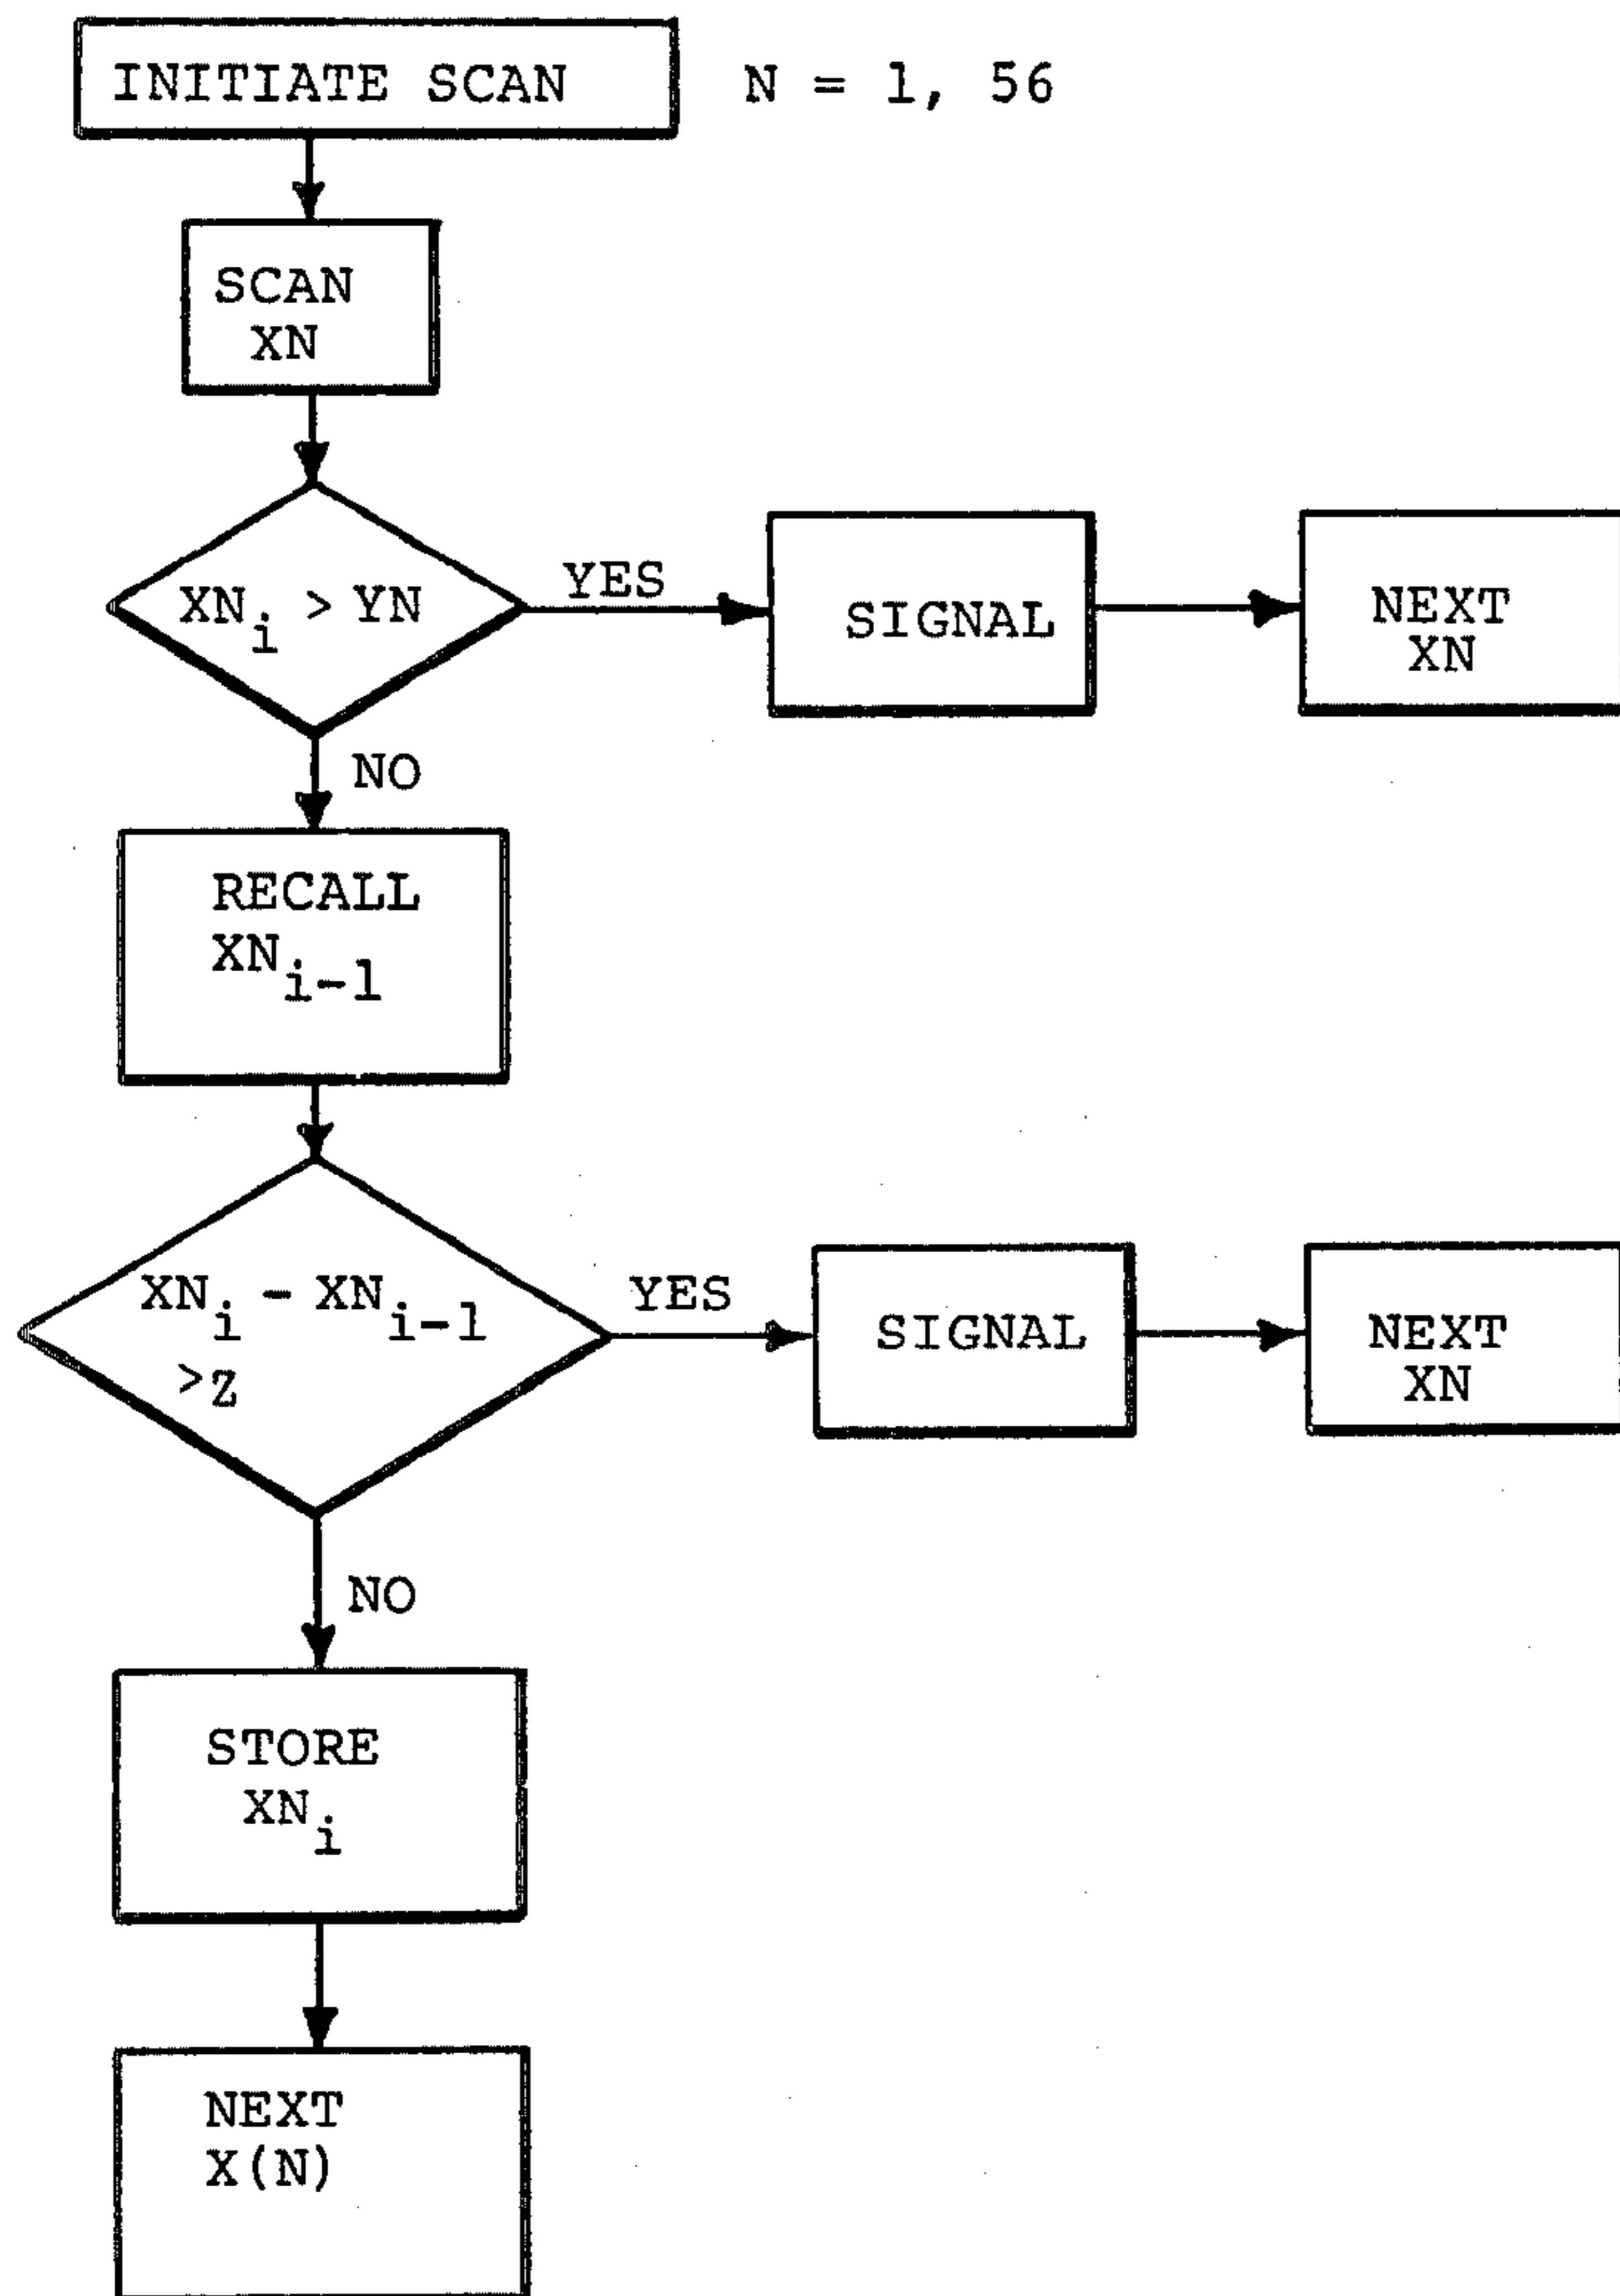 INITIATE SCAN N = 1, 56
SCAN
XN
XNi > YN
YES
SIGNAL
NEXT
XN
NO
RECALL
XNi-1
XNi - XNi-1
>Z
YES
SIGNAL
NEXT
XN
NO
STORE
XNi
NEXT
X(N)